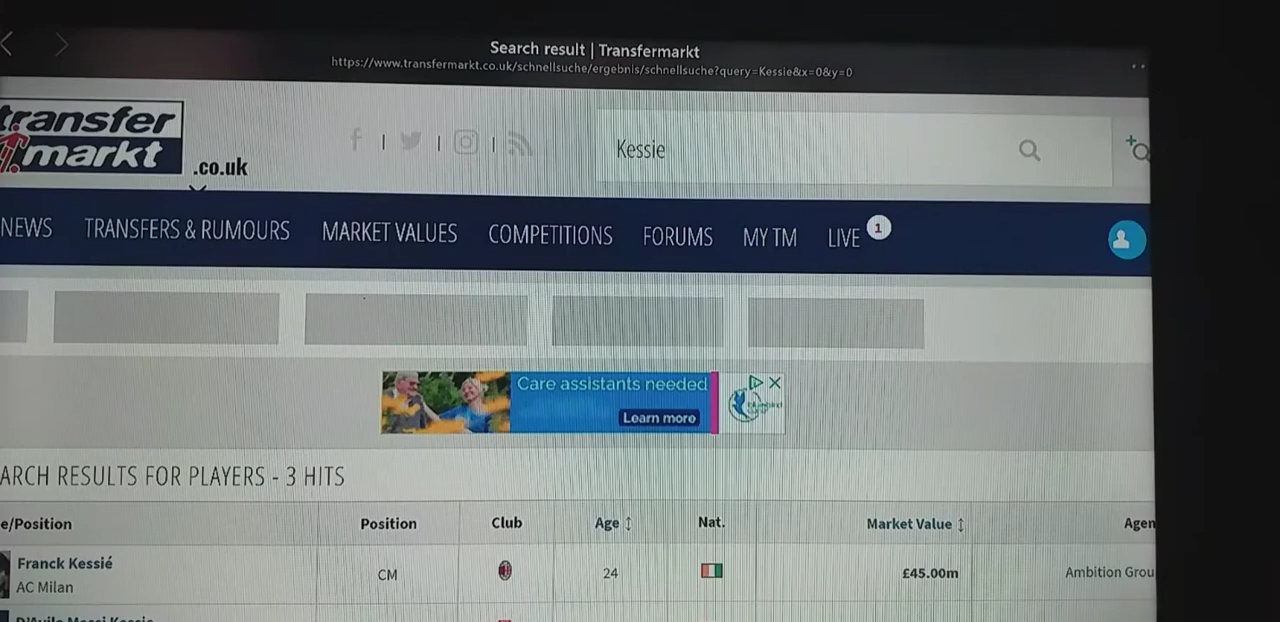 Search result | Transfermarkt
https://www.transfermarkt.co.uk/schnellsuche/ergebnis/schnellsuche?query=Kessie&x=0&y=0
transfer
markt
.co.uk
Kessie
NEWS TRANSFERS & RUMOURS MARKET VALUES COMPETITIONS FORUMS MY TM LIVE 1
Care assistants needed
Learn more
ARCH RESULTS FOR PLAYERS - 3 HITS
e/Position Position Club Age Nat. Market Value Agen
Franck Kessié
AC Milan
CM 24 £45.00m Ambition Grou